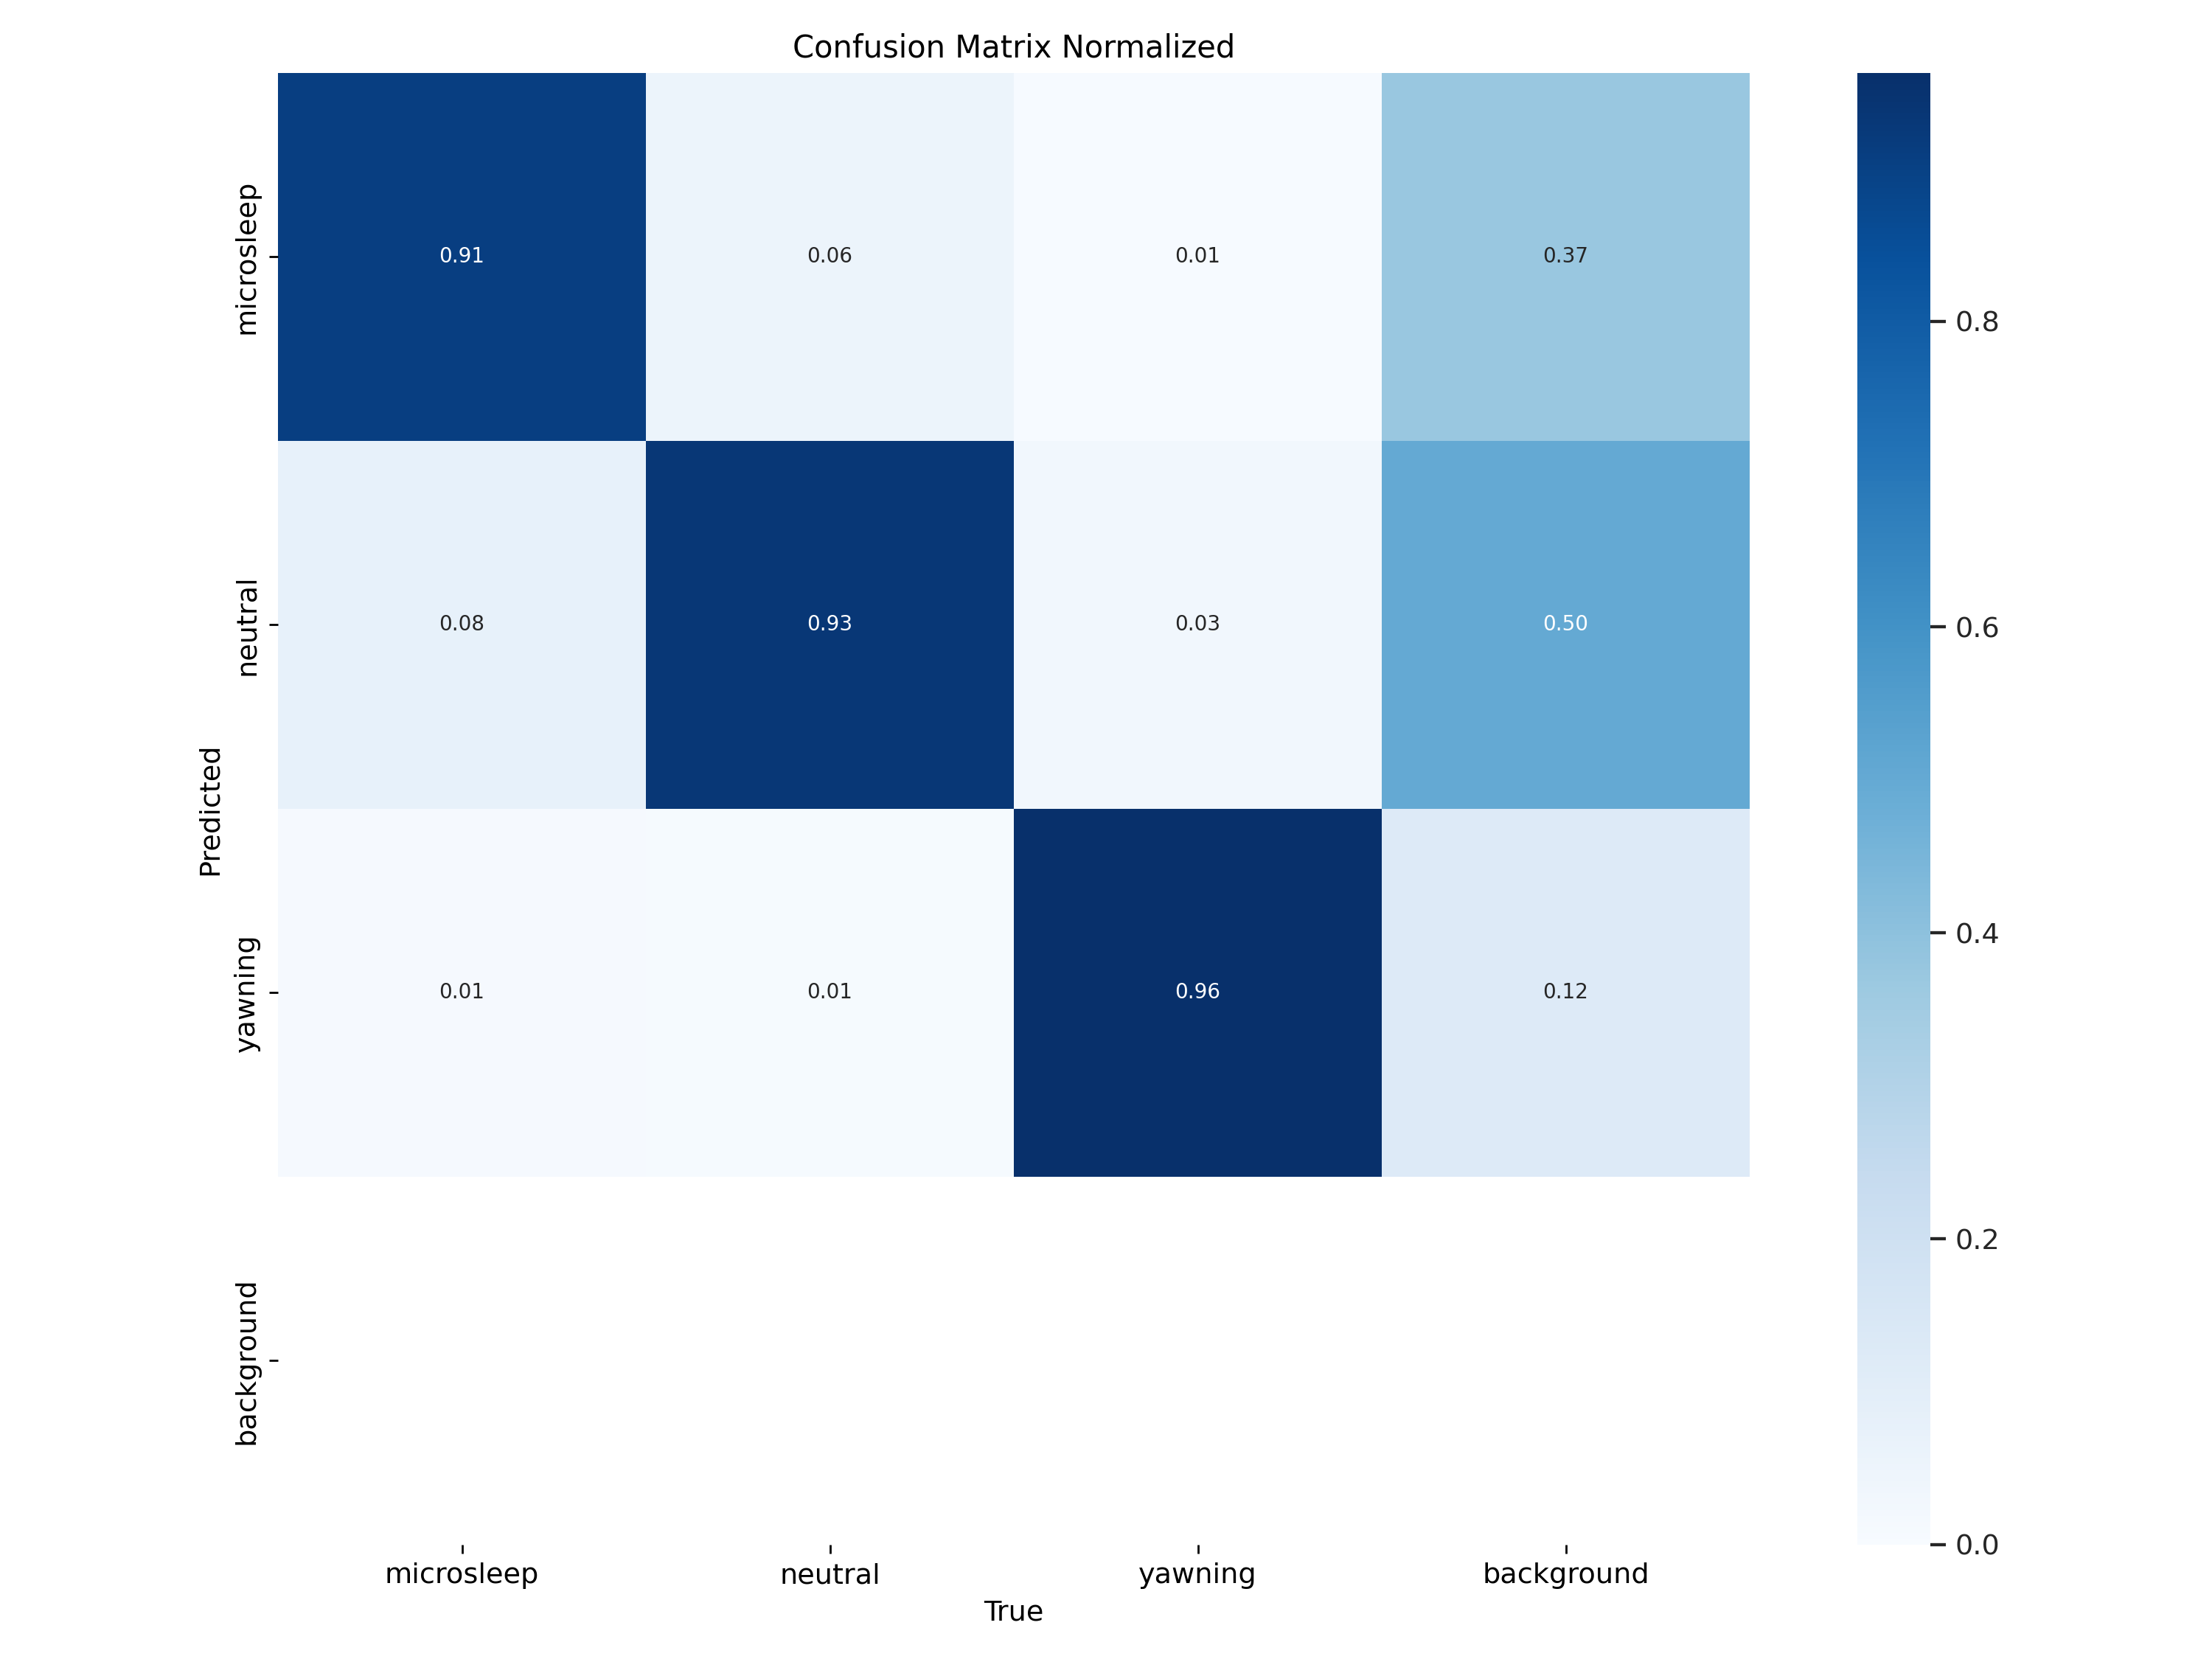 Confusion Matrix Normalized
microsleep
0.91
0.06
0.01
0.37
0.8
neutral
0.08
0.93
0.03
0.50
0.6
Predicted
yawning
0.01
0.01
0.96
0.12
0.4
background
0.2
0.0
microsleep
neutral
yawning
background
True